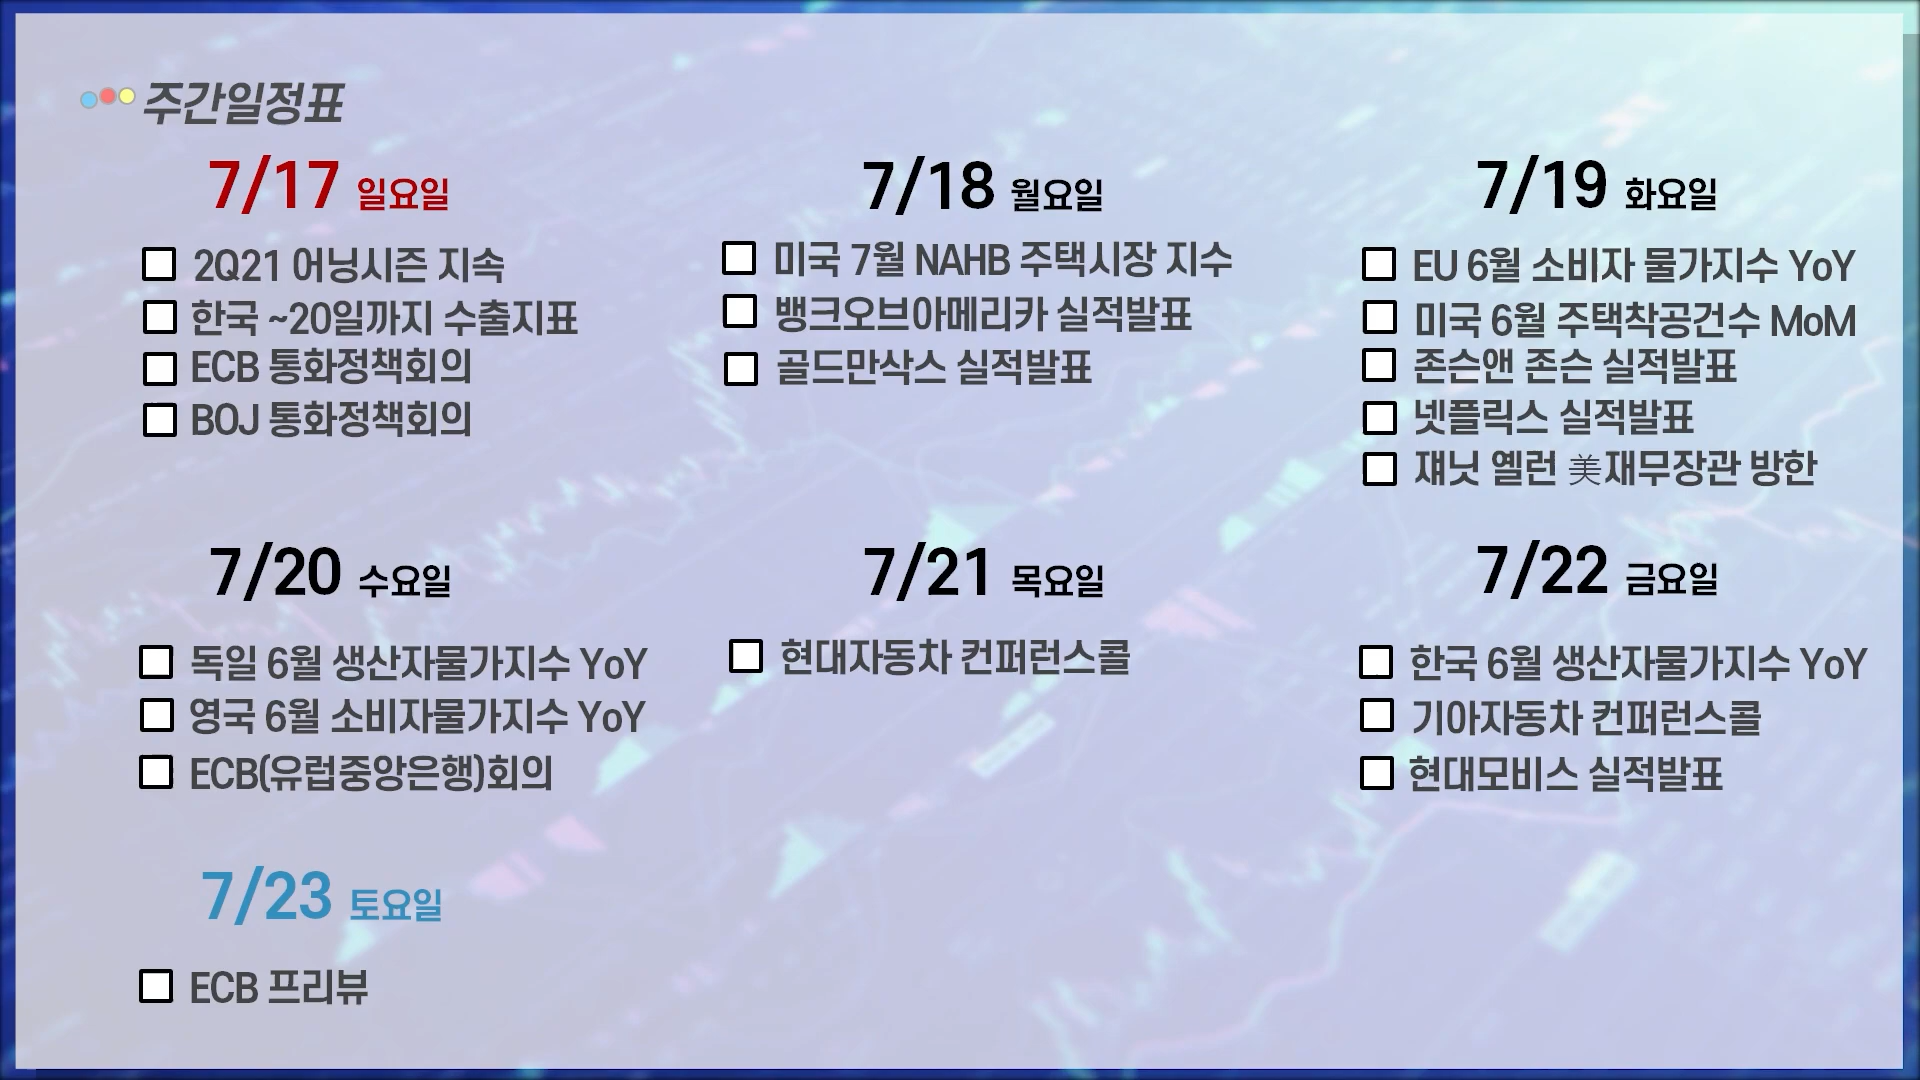 주간일정표
7/17 일요일
2Q21 어닝시즌 지속
한국 ~20일까지 수출지표
ECB 통화정책회의
BOJ 통화정책회의
7/18 월요일
미국 7월 NAHB 주택시장 지수
뱅크오브아메리카 실적발표
골드만삭스 실적발표
7/19 화요일
EU 6월 소비자 물가지수 YoY
미국 6월 주택착공건수 MoM
존슨앤 존슨 실적발표
넷플릭스 실적발표
쟤닛 옐런 美재무장관 방한
7/20 수요일
독일 6월 생산자물가지수 YoY
영국 6월 소비자물가지수 YoY
ECB(유럽중앙은행)회의
7/21 목요일
현대자동차 컨퍼런스콜
7/22 금요일
한국 6월 생산자물가지수 YoY
기아자동차 컨퍼런스콜
현대모비스 실적발표
7/23 토요일
ECB 프리뷰